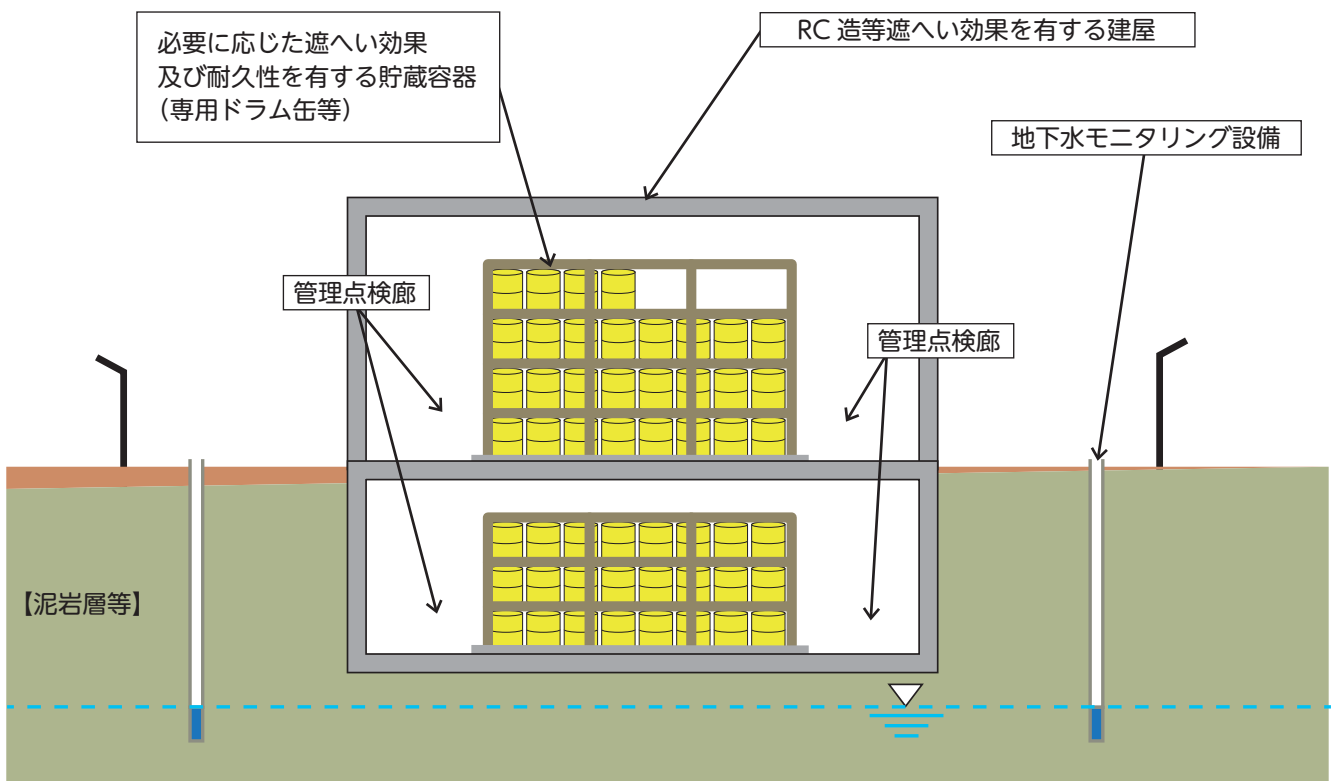 必要に応じた遮へい効果
及び耐久性を有する貯蔵容器
(専用ドラム缶等)
RC 造等遮へい効果を有する建屋
地下水モニタリング設備
管理点検廊
管理点検廊
【泥岩層等】